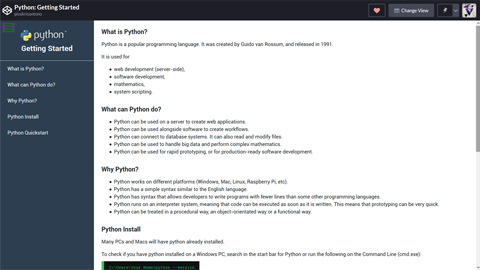 Python: Getting Started
Change View
python
Getting Started
What is Python?
What can Python do?
Why Python?
Python Install
Python Quickstart
What is Python?
Python is a popular programming language. It was created by Guido van Rossum, and released in 1991.
It is used for
web development (server-side),
software development,
mathematics,
system scripting.
What can Python do?
Python can be used on a server to create web applications.
Python can be used alongside software to create workflows.
Python can connect to database systems. It can also read and modify files.
Python can be used to handle big data and perform complex mathematics.
Python can be used for rapid prototyping, or for production-ready software development.
Why Python?
Python works on different platforms (Windows, Mac, Linux, Raspberry Pi, etc).
Python has a simple syntax similar to the English language.
Python has syntax that allows developers to write programs with fewer lines than some other programming languages.
Python runs on an interpreter system, meaning that code can be executed as soon as it is written. This means that prototyping can be very quick.
Python can be treated in a procedural way, an object-orientated way or a functional way.
Python Install
Many PCs and Macs will have python already installed.
To check if you have python installed on a Windows PC, search in the start bar for Python or run the following on the Command Line (cmd.exe):